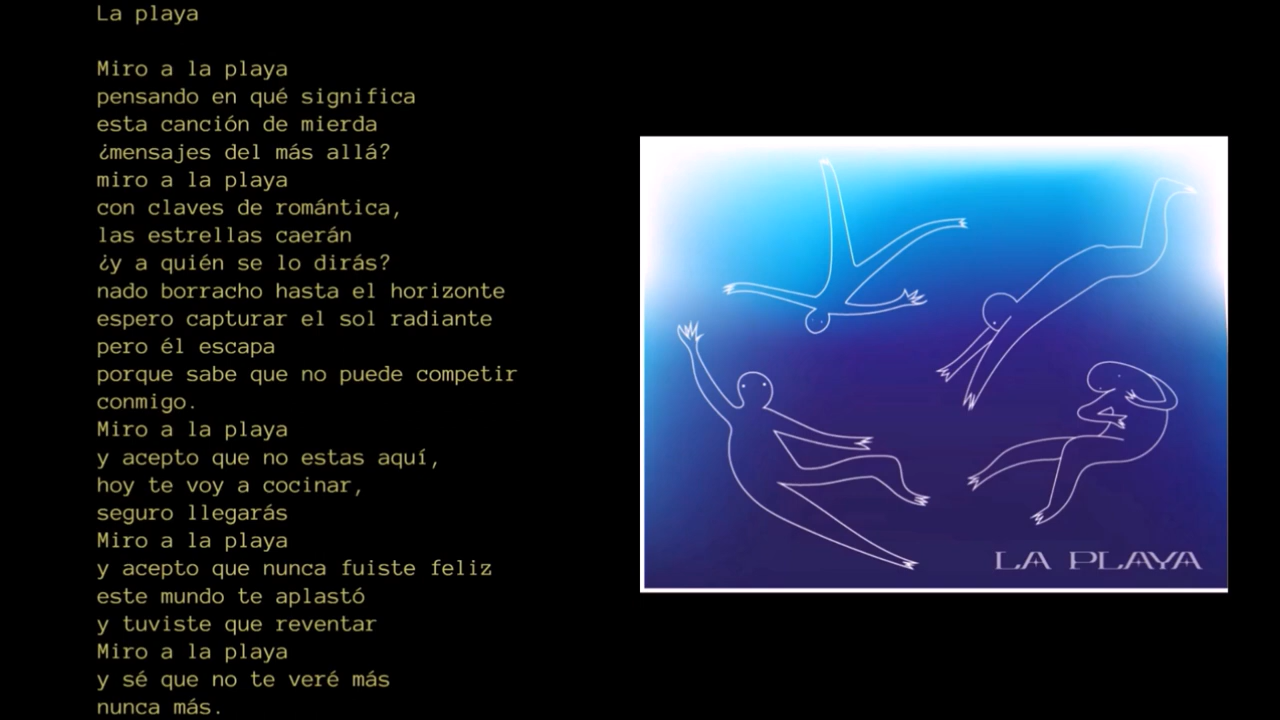 La playa
Miro a la playa
pensando en qué significa
esta canción de mierda
¿mensajes del más allá?
miro a la playa
con claves de romántica,
las estrellas caerán
¿y a quién se lo dirás?
nado borracho hasta el horizonte
espero capturar el sol radiante
pero él escapa
porque sabe que no puede competir
conmigo.
Miro a la playa
y acepto que no estas aquí,
hoy te voy a cocinar,
seguro llegarás
Miro a la playa
y acepto que nunca fuiste feliz
este mundo te aplastó
y tuviste que reventar
Miro a la playa
y sé que no te veré más
nunca más.
LA PLAYA